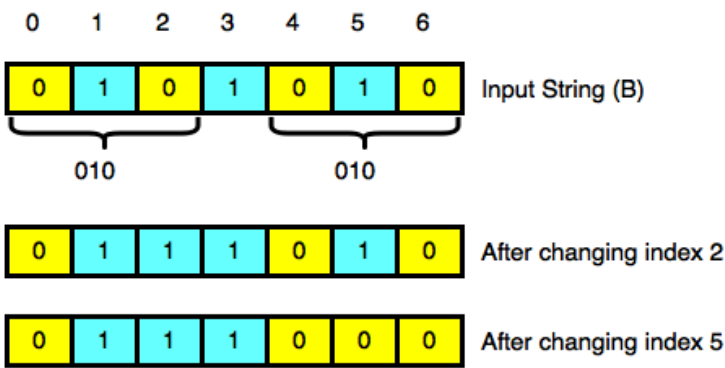 0 1 2 3 4 5 6
0 1 0 1 0 1 0 Input String (B)
010 010
0 1 1 1 0 1 0 After changing index 2
0 1 1 1 0 0 0 After changing index 5